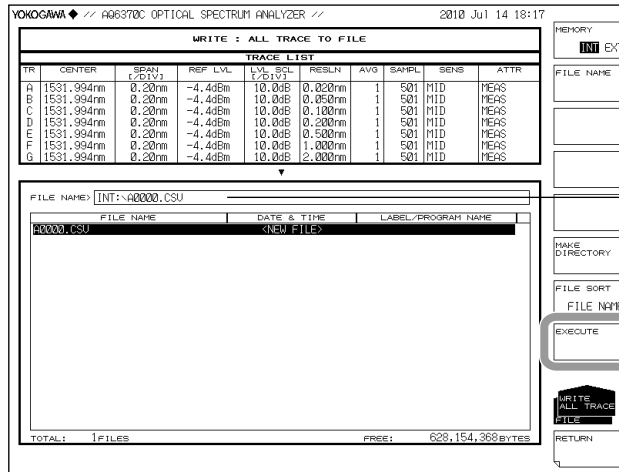 YOKOGAWA ◆ // AQ6370C OPTICAL SPECTRUM ANALYZER // 2010 Jul 14 18:17
WRITE : ALL TRACE TO FILE
TRACE LIST
TR CENTER SPAN [/DIV] REF LVL LVL SCL [/DIV] RESLN AVG SAMPL SENS ATTR
A 1531.994nm 0.20nm -4.4dBm 10.0dB 0.020nm 1 501 MID MEAS
B 1531.994nm 0.20nm -4.4dBm 10.0dB 0.050nm 1 501 MID MEAS
C 1531.994nm 0.20nm -4.4dBm 10.0dB 0.100nm 1 501 MID MEAS
D 1531.994nm 0.20nm -4.4dBm 10.0dB 0.200nm 1 501 MID MEAS
E 1531.994nm 0.20nm -4.4dBm 10.0dB 0.500nm 1 501 MID MEAS
F 1531.994nm 0.20nm -4.4dBm 10.0dB 1.000nm 1 501 MID MEAS
G 1531.994nm 0.20nm -4.4dBm 10.0dB 2.000nm 1 501 MID MEAS
▼
FILE NAME> INT:\A0000.CSV
FILE NAME DATE & TIME LABEL/PROGRAM NAME
A0000.CSV <NEW FILE>
TOTAL: 1FILES FREE: 628,154,368BYTES
MEMORY
INT EXT
FILE NAME
MAKE
DIRECTORY
FILE SORT
FILE NAME
EXECUTE
WRITE
ALL TRACE
FILE
RETURN